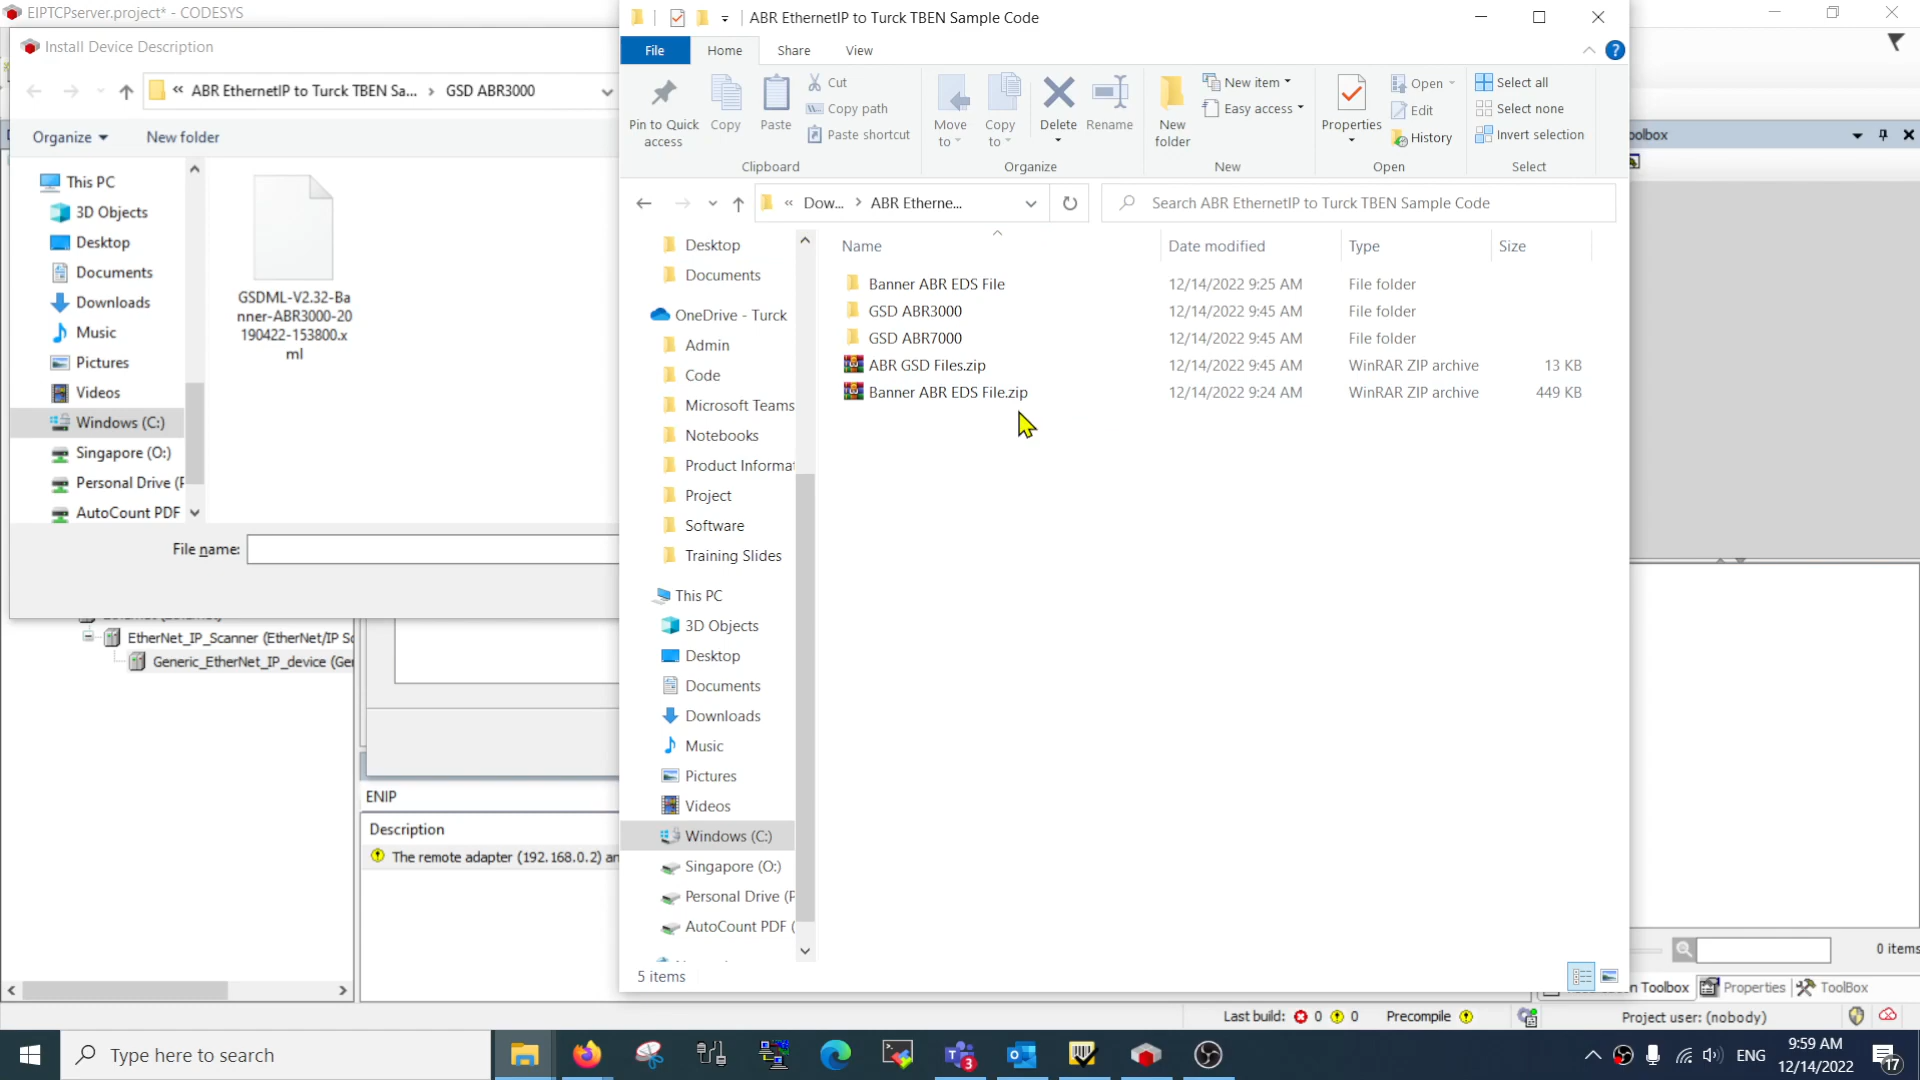 EIPTCPserver.project* - CODESYS
Install Device Description
« ABR EthernetIP to Turck TBEN Sa... › GSD ABR3000
Organize
New folder
This PC
3D Objects
Desktop
Documents
Downloads
Music
Pictures
Videos
Windows (C:)
Singapore (O:)
Personal Drive (P
AutoCount PDF
GSDML-V2.32-Ba
nner-ABR3000-20
190422-153800.x
ml
File name:
EtherNet_IP_Scanner (EtherNet/IP Sc
Generic_EtherNet_IP_device (Ger
ENIP
Description
The remote adapter (192.168.0.2) an
ABR EthernetIP to Turck TBEN Sample Code
File
Home
Share
View
Pin to Quick
access
Copy
Paste
Cut
Copy path
Paste shortcut
Clipboard
Move
to
Copy
to
Delete
Rename
Organize
New
folder
New item
Easy access
New
Properties
Open
Edit
History
Open
Select all
Select none
Invert selection
Select
« Dow... › ABR Etherne...
Search ABR EthernetIP to Turck TBEN Sample Code
Desktop
Documents
OneDrive - Turck
Admin
Code
Microsoft Teams
Notebooks
Product Informat
Project
Software
Training Slides
This PC
3D Objects
Desktop
Documents
Downloads
Music
Pictures
Videos
Windows (C:)
Singapore (O:)
Personal Drive (P
AutoCount PDF (
Name Date modified Type Size
Banner ABR EDS File 12/14/2022 9:25 AM File folder
GSD ABR3000 12/14/2022 9:45 AM File folder
GSD ABR7000 12/14/2022 9:45 AM File folder
ABR GSD Files.zip 12/14/2022 9:45 AM WinRAR ZIP archive 13 KB
Banner ABR EDS File.zip 12/14/2022 9:24 AM WinRAR ZIP archive 449 KB
5 items
oolbox
0 items
n Toolbox
Properties
ToolBox
Last build: 0 0 Precompile
Project user: (nobody)
Type here to search
3
ENG
9:59 AM
12/14/2022
17